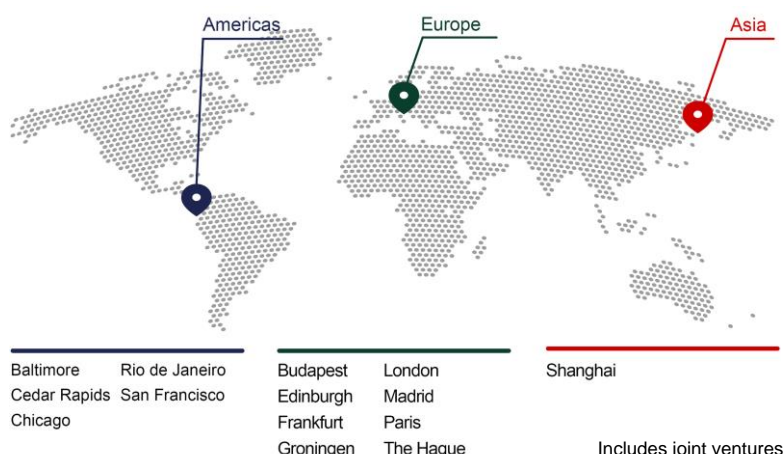 Americas
Europe
Asia
Baltimore Rio de Janeiro
Cedar Rapids San Francisco
Chicago
Budapest London
Edinburgh Madrid
Frankfurt Paris
Groningen The Hague
Shanghai
Includes joint ventures